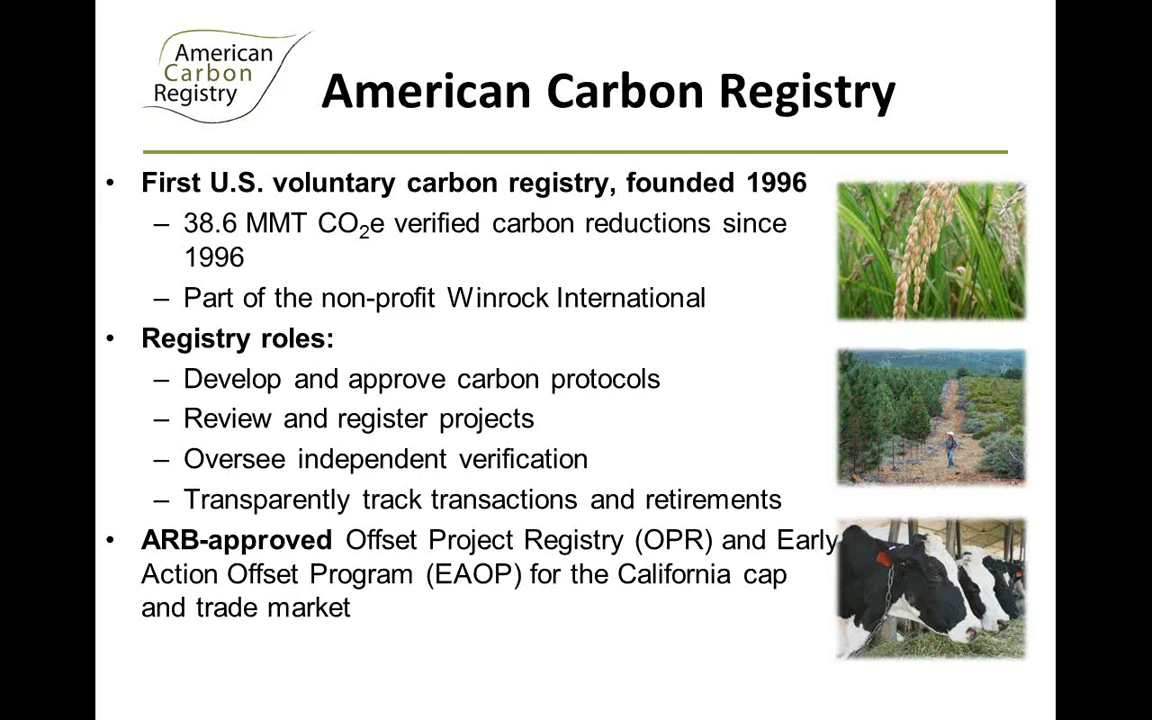 American
Carbon
Registry
American Carbon Registry
• First U.S. voluntary carbon registry, founded 1996
– 38.6 MMT CO₂e verified carbon reductions since
1996
– Part of the non-profit Winrock International
• Registry roles:
– Develop and approve carbon protocols
– Review and register projects
– Oversee independent verification
– Transparently track transactions and retirements
• ARB-approved Offset Project Registry (OPR) and Early
Action Offset Program (EAOP) for the California cap
and trade market